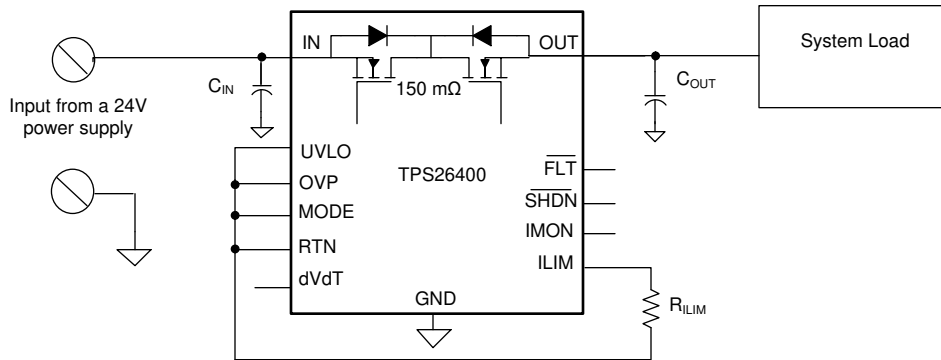 IN
OUT
System Load
C_IN
150 mΩ
C_OUT
Input from a 24V
power supply
UVLO
FLT
OVP
TPS26400
SHDN
MODE
IMON
RTN
ILIM
dVdT
GND
R_ILIM